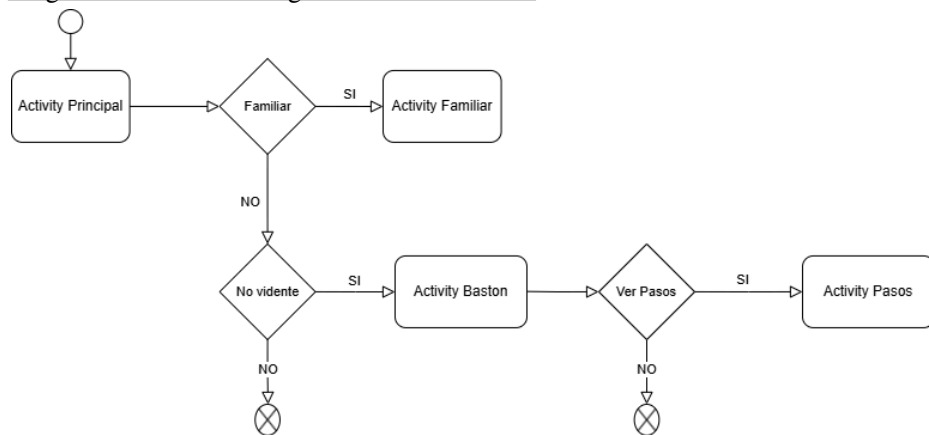 Activity Principal
Familiar
SI
Activity Familiar
NO
No vidente
SI
Activity Baston
Ver Pasos
SI
Activity Pasos
NO
NO